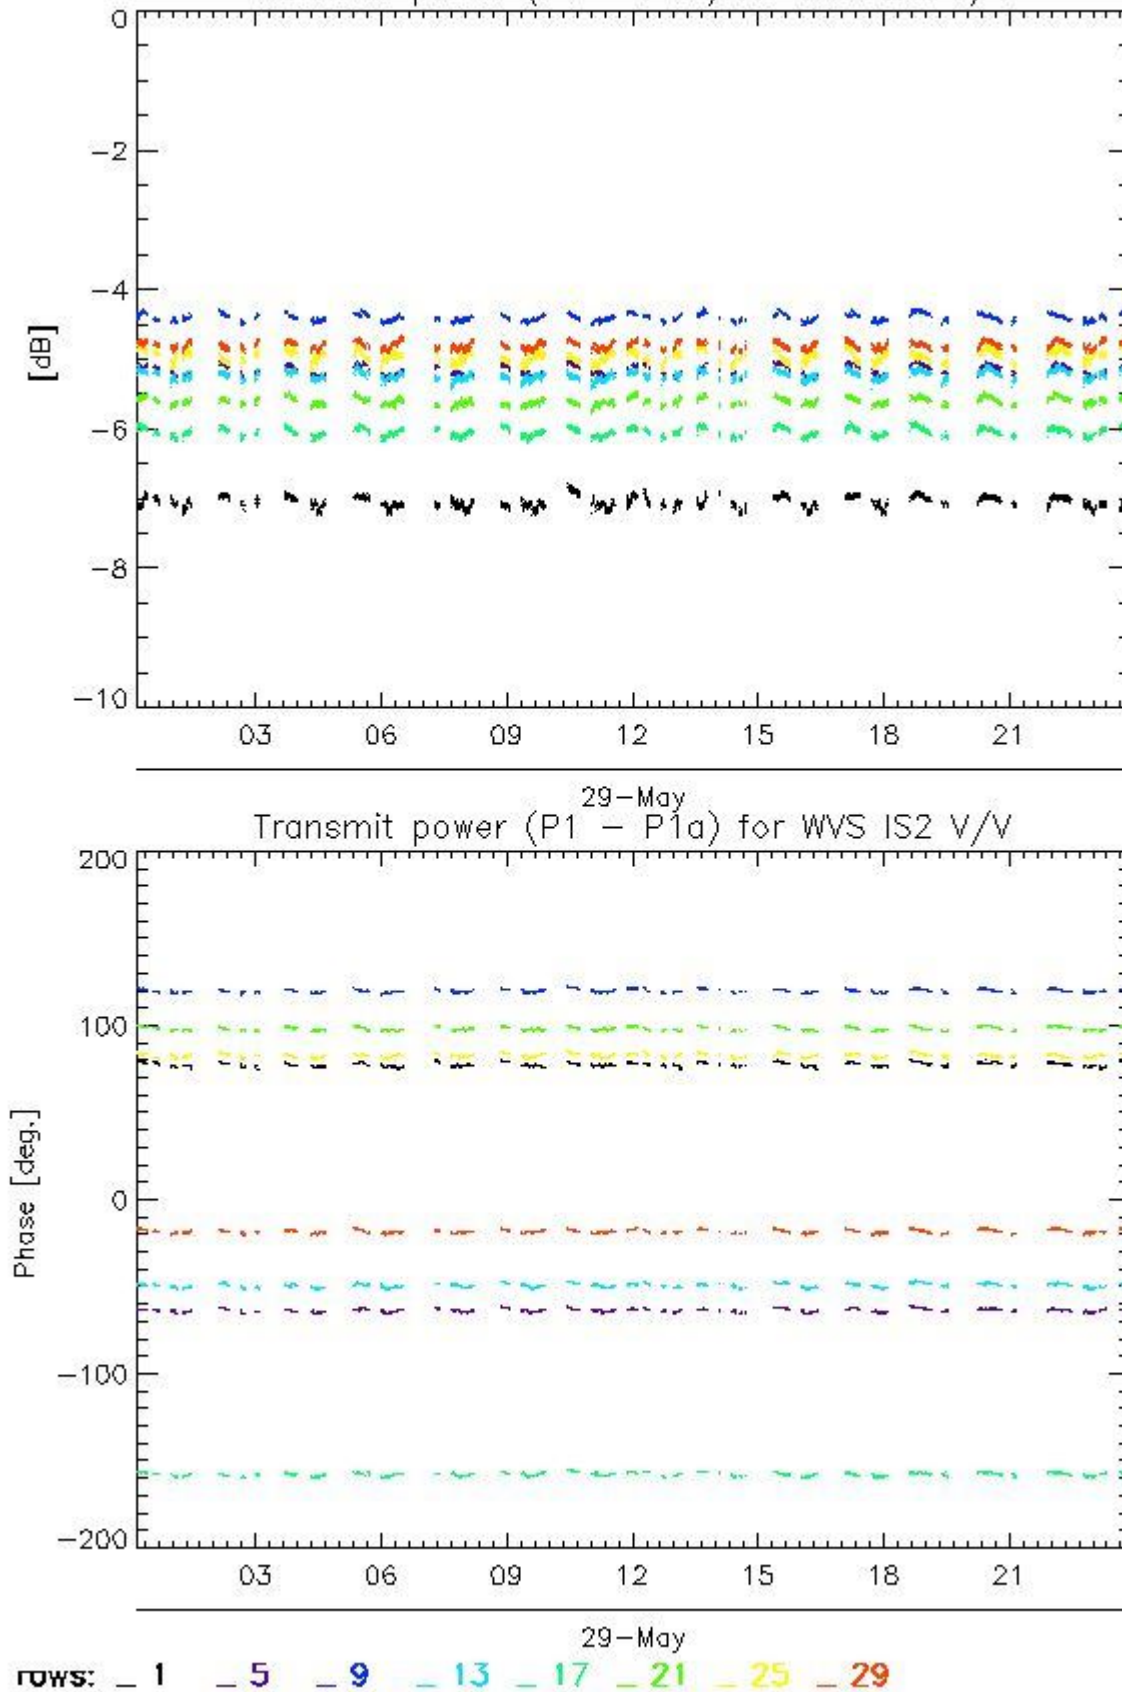 0
−2
−4
[dB]
−6
−8
−10
03 06 09 12 15 18 21
29−May
Transmit power (P1 − P1a) for WVS IS2 V/V
200
100
Phase [deg.]
0
−100
−200
03 06 09 12 15 18 21
29−May
rows: _ 1 _ 5 _ 9 _ 13 _ 17 _ 21 _ 25 _ 29